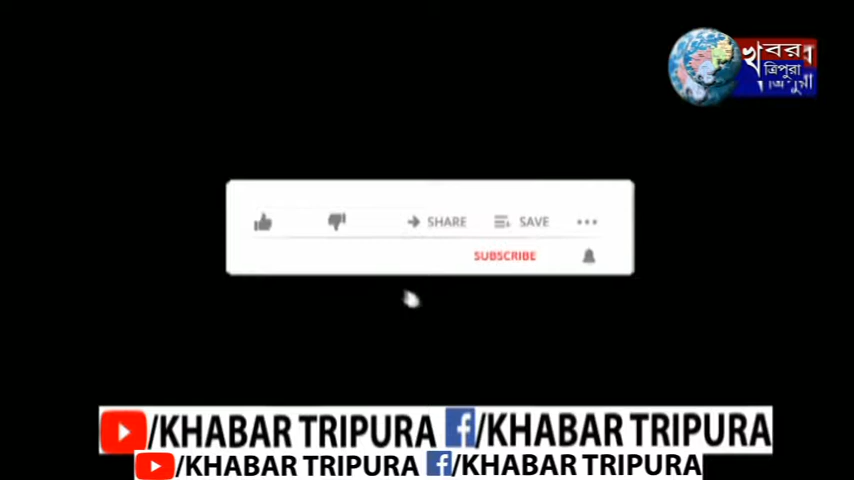 খবর
ত্রিপুরা
SHARE SAVE
SUBSCRIBE
/KHABAR TRIPURA /KHABAR TRIPURA
/KHABAR TRIPURA /KHABAR TRIPURA